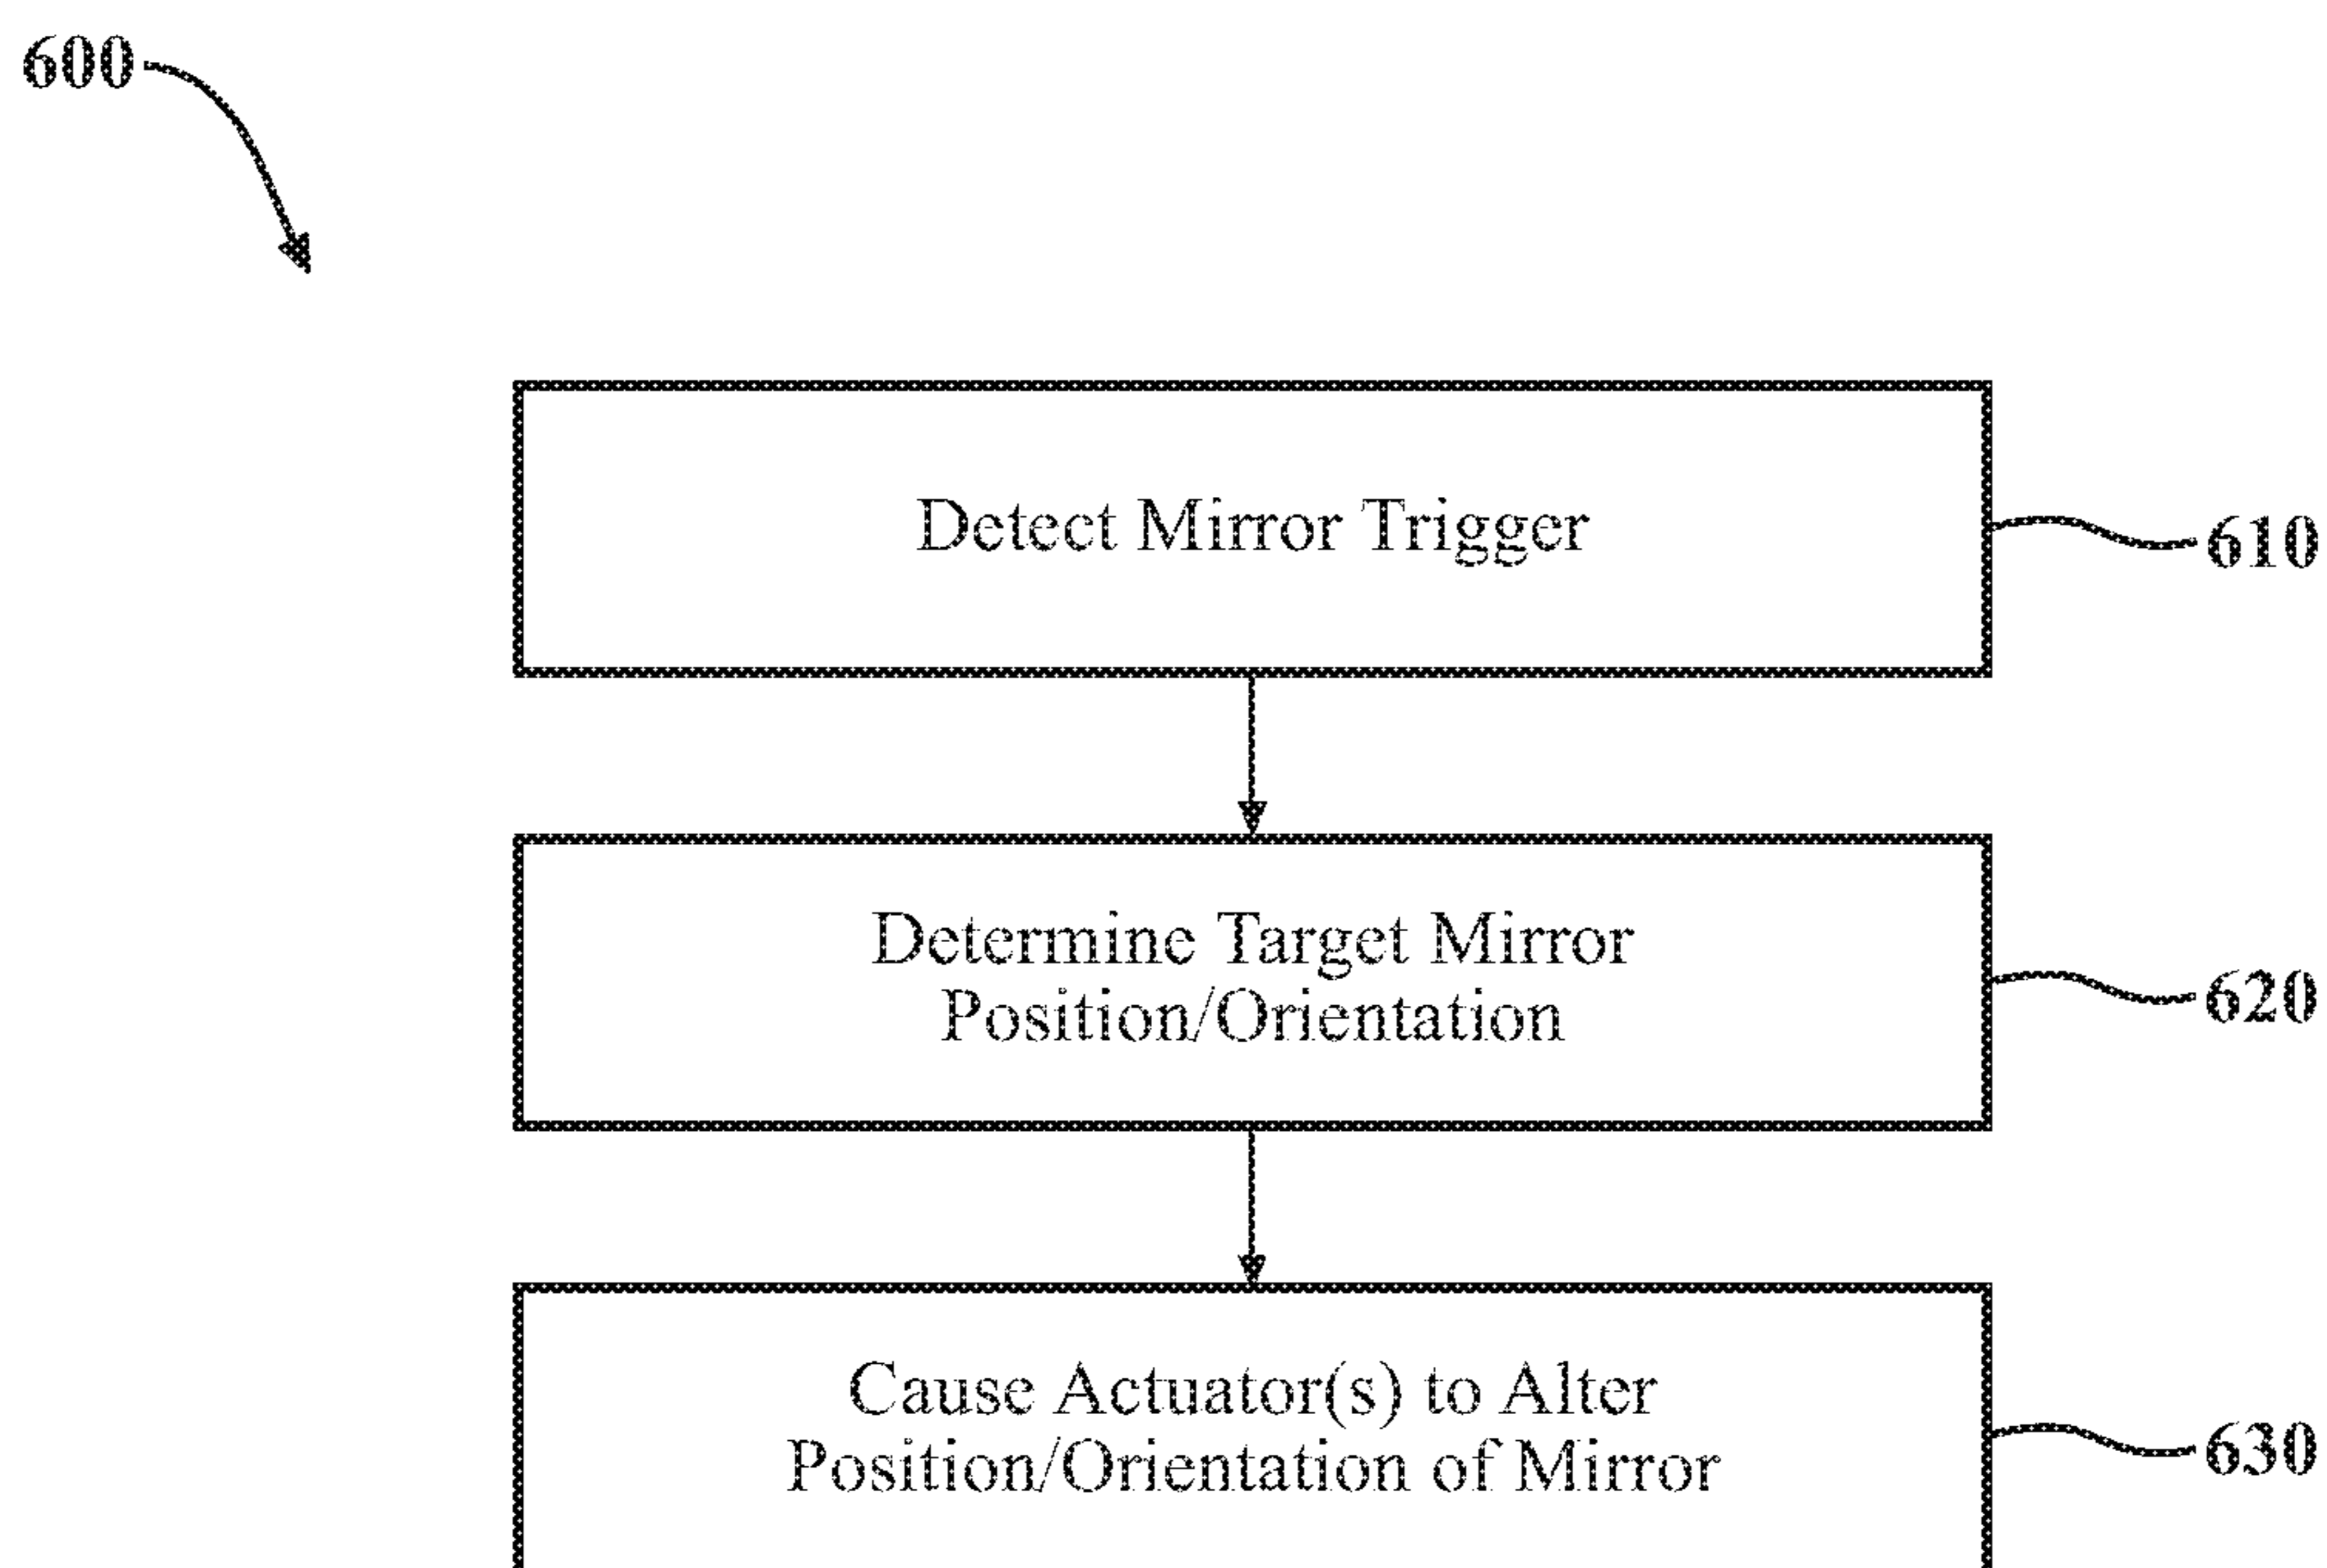 600
Detect Mirror Trigger
610
Determine Target Mirror
Position/Orientation
620
Cause Actuator(s) to Alter
Position/Orientation of Mirror
630